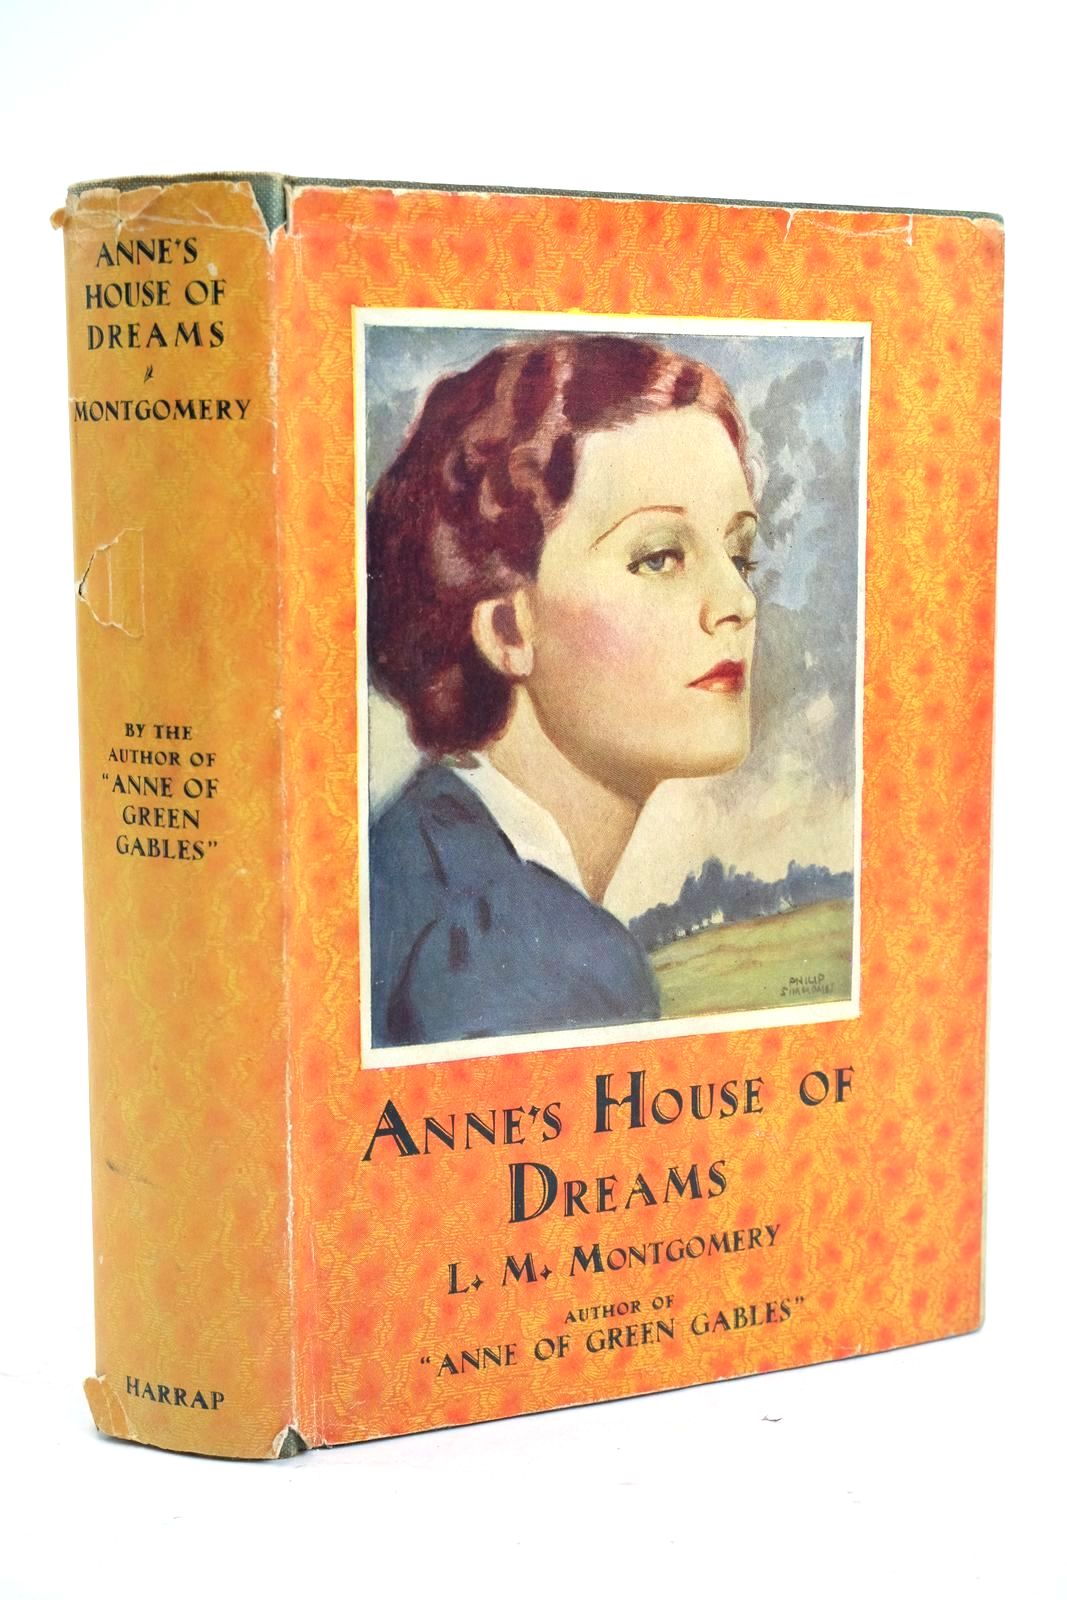 ANNE'S
HOUSE OF
DREAMS
MONTGOMERY
BY THE
AUTHOR OF
"ANNE OF
GREEN
GABLES"
HARRAP
PHILIP
SIMMONDS
ANNE'S HOUSE OF
DREAMS
L. M. MONTGOMERY
AUTHOR OF
"ANNE OF GREEN GABLES"